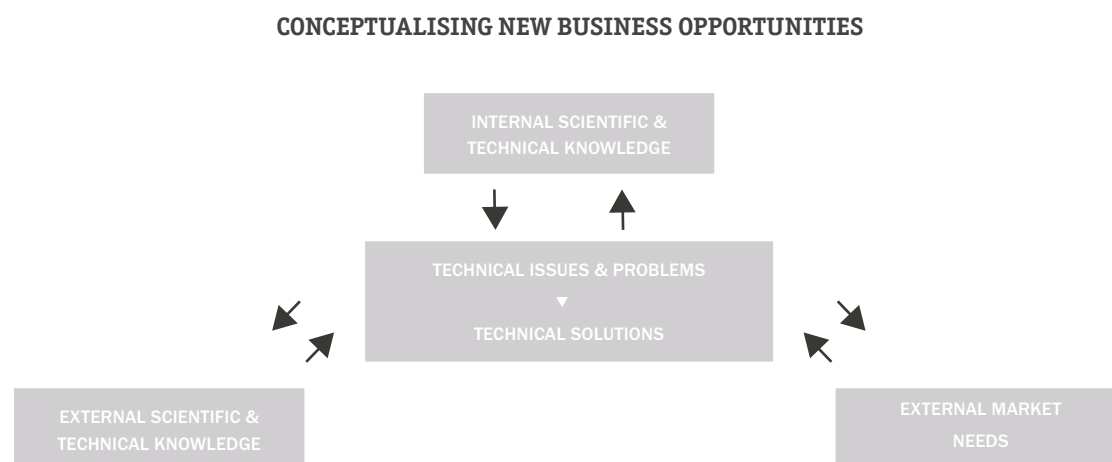 CONCEPTUALISING NEW BUSINESS OPPORTUNITIES
INTERNAL SCIENTIFIC &
TECHNICAL KNOWLEDGE
TECHNICAL ISSUES & PROBLEMS
TECHNICAL SOLUTIONS
EXTERNAL SCIENTIFIC &
TECHNICAL KNOWLEDGE
EXTERNAL MARKET
NEEDS